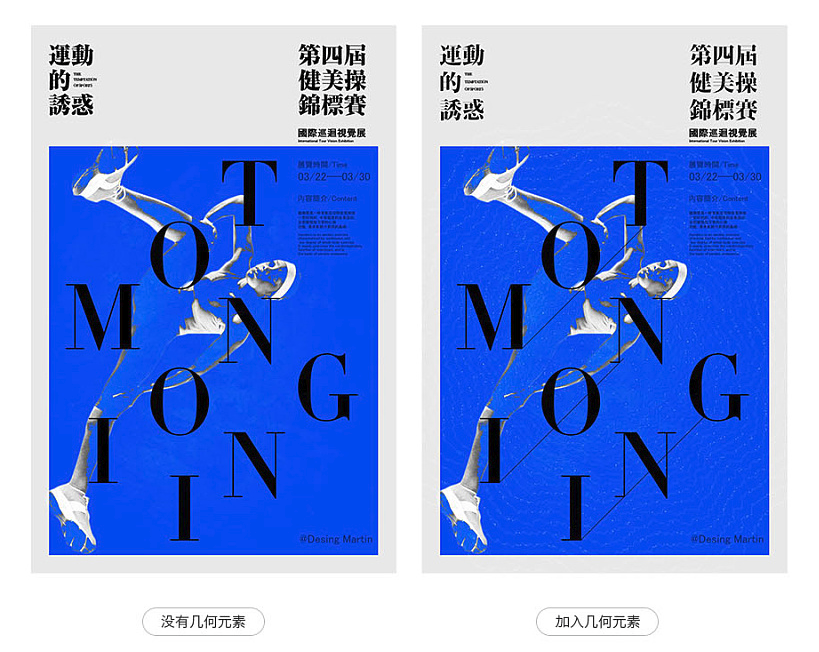 運動
的
誘惑
THE
TEMPTATION
OF SPORTS
第四屆
健美操
錦標賽
國際巡迴視覺展
International Tour Vision Exhibition
展覽時間/Time
03/22——03/30
內容簡介/Content
T
O
M
N
O
G
I
N
I
@Desing Martin
没有几何元素
運動
的
誘惑
THE
TEMPTATION
OF SPORTS
第四屆
健美操
錦標賽
國際巡迴視覺展
International Tour Vision Exhibition
展覽時間/Time
03/22——03/30
內容簡介/Content
T
O
M
N
O
G
I
N
I
@Desing Martin
加入几何元素